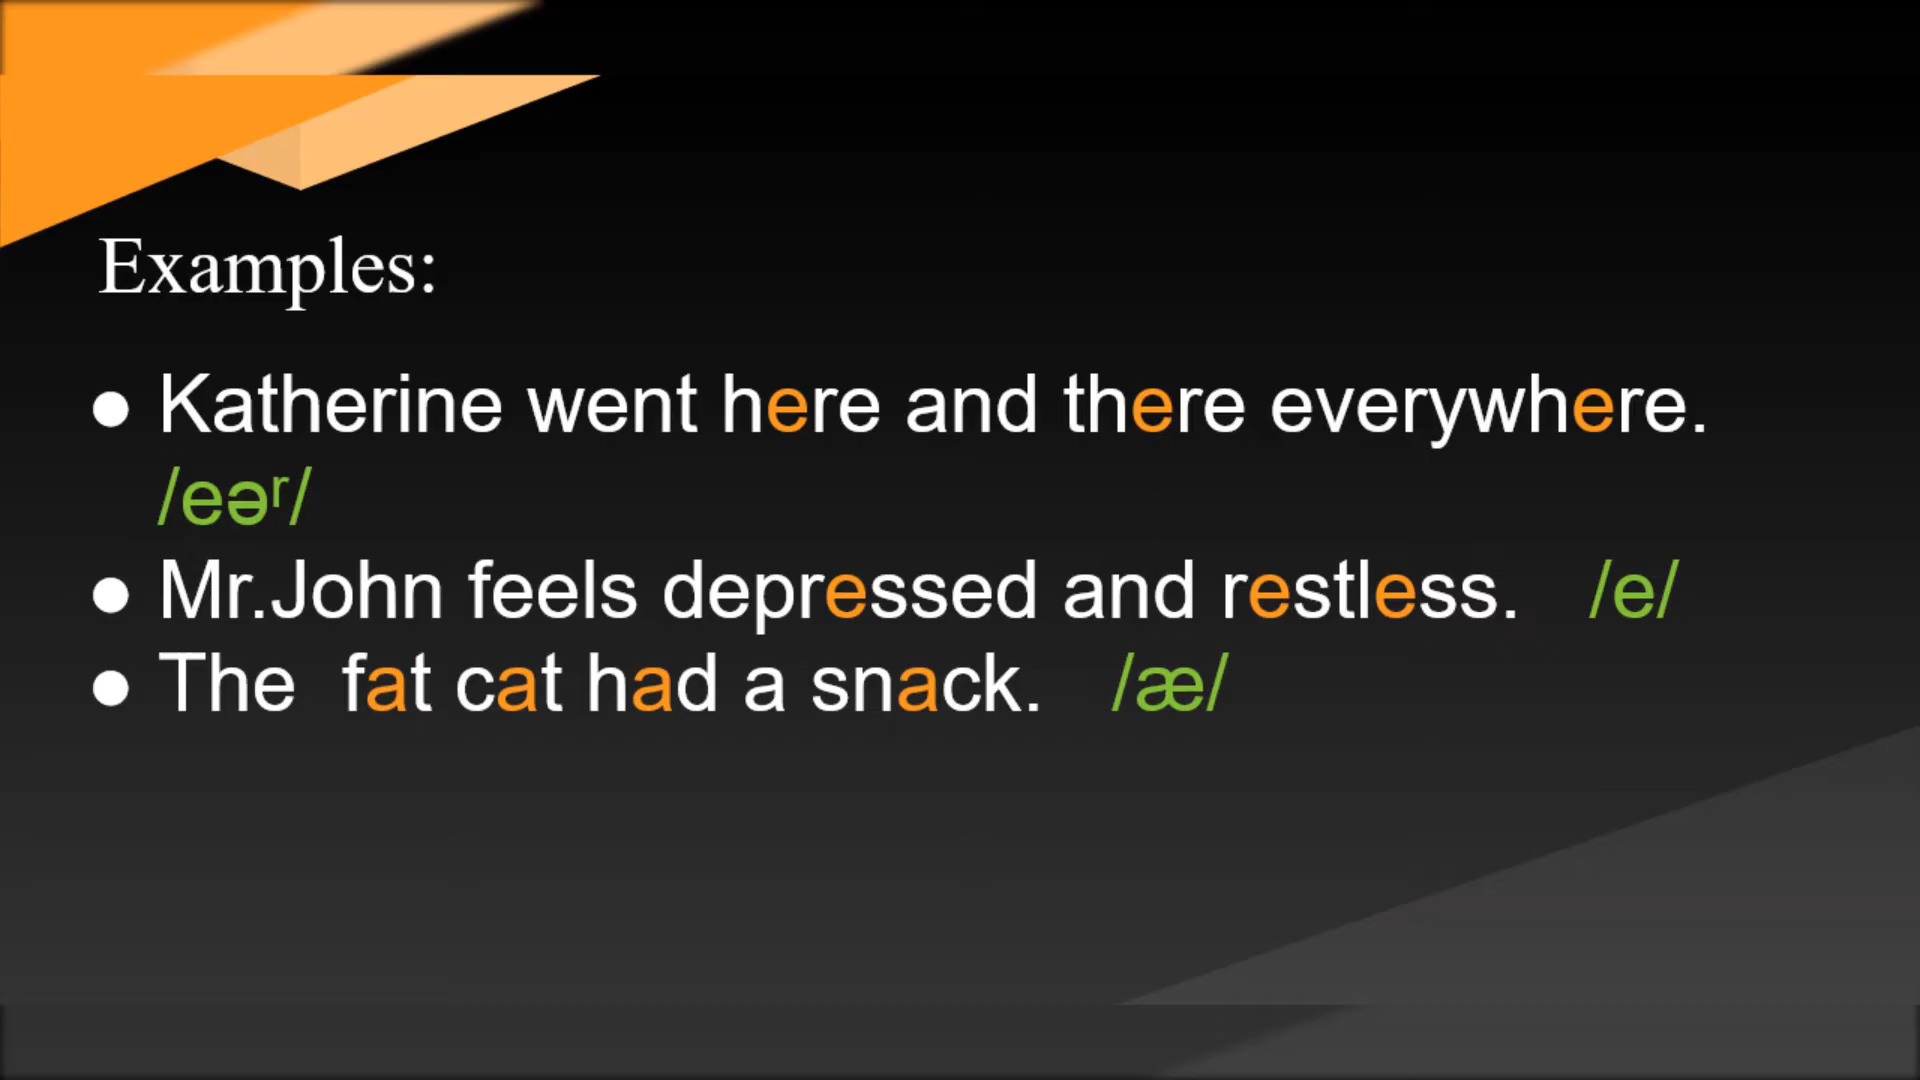 Examples:
● Katherine went here and there everywhere.
/eəʳ/
● Mr.John feels depressed and restless. /e/
● The fat cat had a snack. /æ/